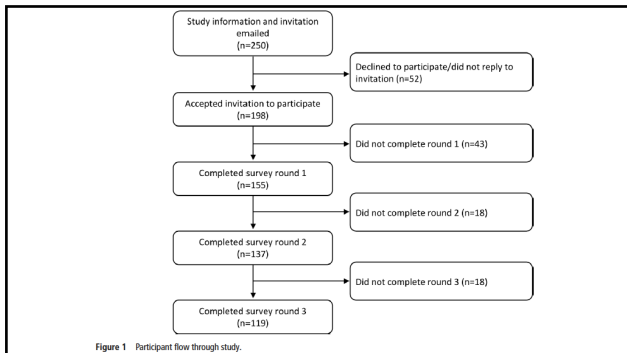 Study information and invitation
emailed
(n=250)
Declined to participate/did not reply to
invitation (n=52)
Accepted invitation to participate
(n=198)
Did not complete round 1 (n=43)
Completed survey round 1
(n=155)
Did not complete round 2 (n=18)
Completed survey round 2
(n=137)
Did not complete round 3 (n=18)
Completed survey round 3
(n=119)
Figure 1 Participant flow through study.